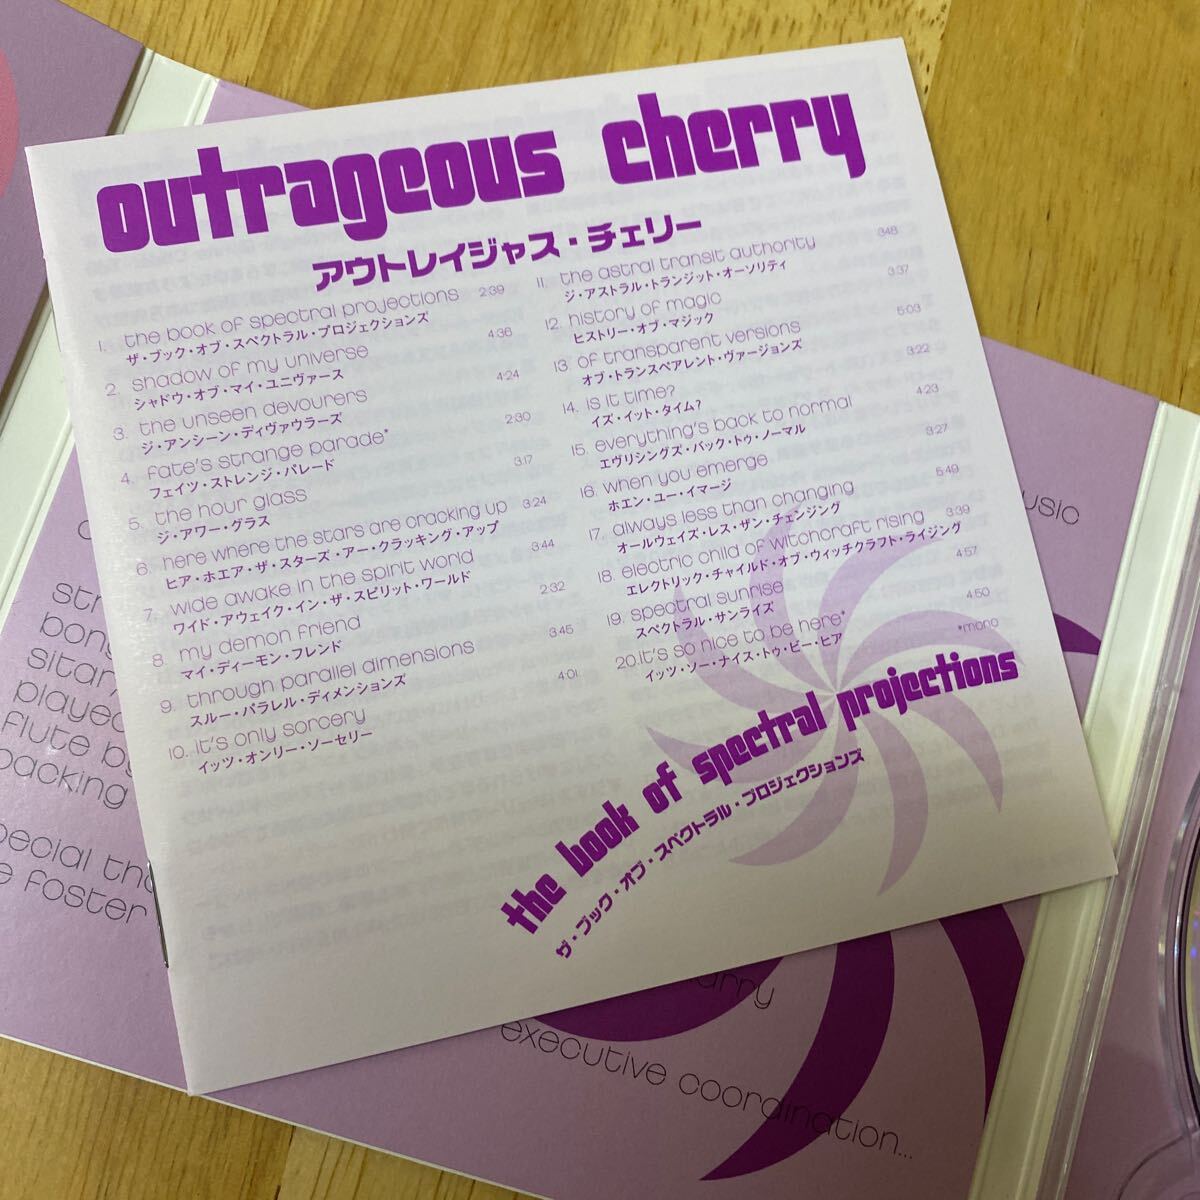 outrageous cherry
アウトレイジャス・チェリー
1. the book of spectral projections 2:39
ザ・ブック・オブ・スペクトラル・プロジェクションズ
2. shadow of my universe 4:36
シャドウ・オブ・マイ・ユニヴァース
3. the unseen devourers 4:24
ジ・アンシーン・ディヴァウラーズ
4. fate's strange parade* 2:30
フェイツ・ストレンジ・パレード
5. the hour glass 3:17
ジ・アワー・グラス
6. here where the stars are cracking up 3:24
ヒア・ホエア・ザ・スターズ・アー・クラッキング・アップ
7. wide awake in the spirit world 3:44
ワイド・アウェイク・イン・ザ・スピリット・ワールド
8. my demon friend 2:32
マイ・ディーモン・フレンド
9. through parallel dimensions 3:45
スルー・パラレル・ディメンションズ
10. it's only sorcery 4:01
イッツ・オンリー・ソーセリー
11. the astral transit authority 3:48
ジ・アストラル・トランジット・オーソリティ
12. history of magic 3:37
ヒストリー・オブ・マジック
13. of transparent versions 5:03
オブ・トランスペアレント・ヴァージョンズ
14. is it time? 3:22
イズ・イット・タイム?
15. everything's back to normal 4:23
エヴリシングズ・バック・トゥ・ノーマル
16. when you emerge 3:27
ホエン・ユー・イマージ
17. always less than changing 5:49
オールウェイズ・レス・ザン・チェンジング
18. electric child of witchcraft rising 3:39
エレクトリック・チャイルド・オブ・ウィッチクラフト・ライジング
19. spectral sunrise 4:57
スペクトラル・サンライズ
20. it's so nice to be here* 4:50
イッツ・ソー・ナイス・トゥ・ビー・ヒア
*mono
the book of spectral projections
ザ・ブック・オブ・スペクトラル・プロジェクションズ
usic
str
bong
sitar
played
flute by
backing
pecial tha
e foster
urry
executive coordination...